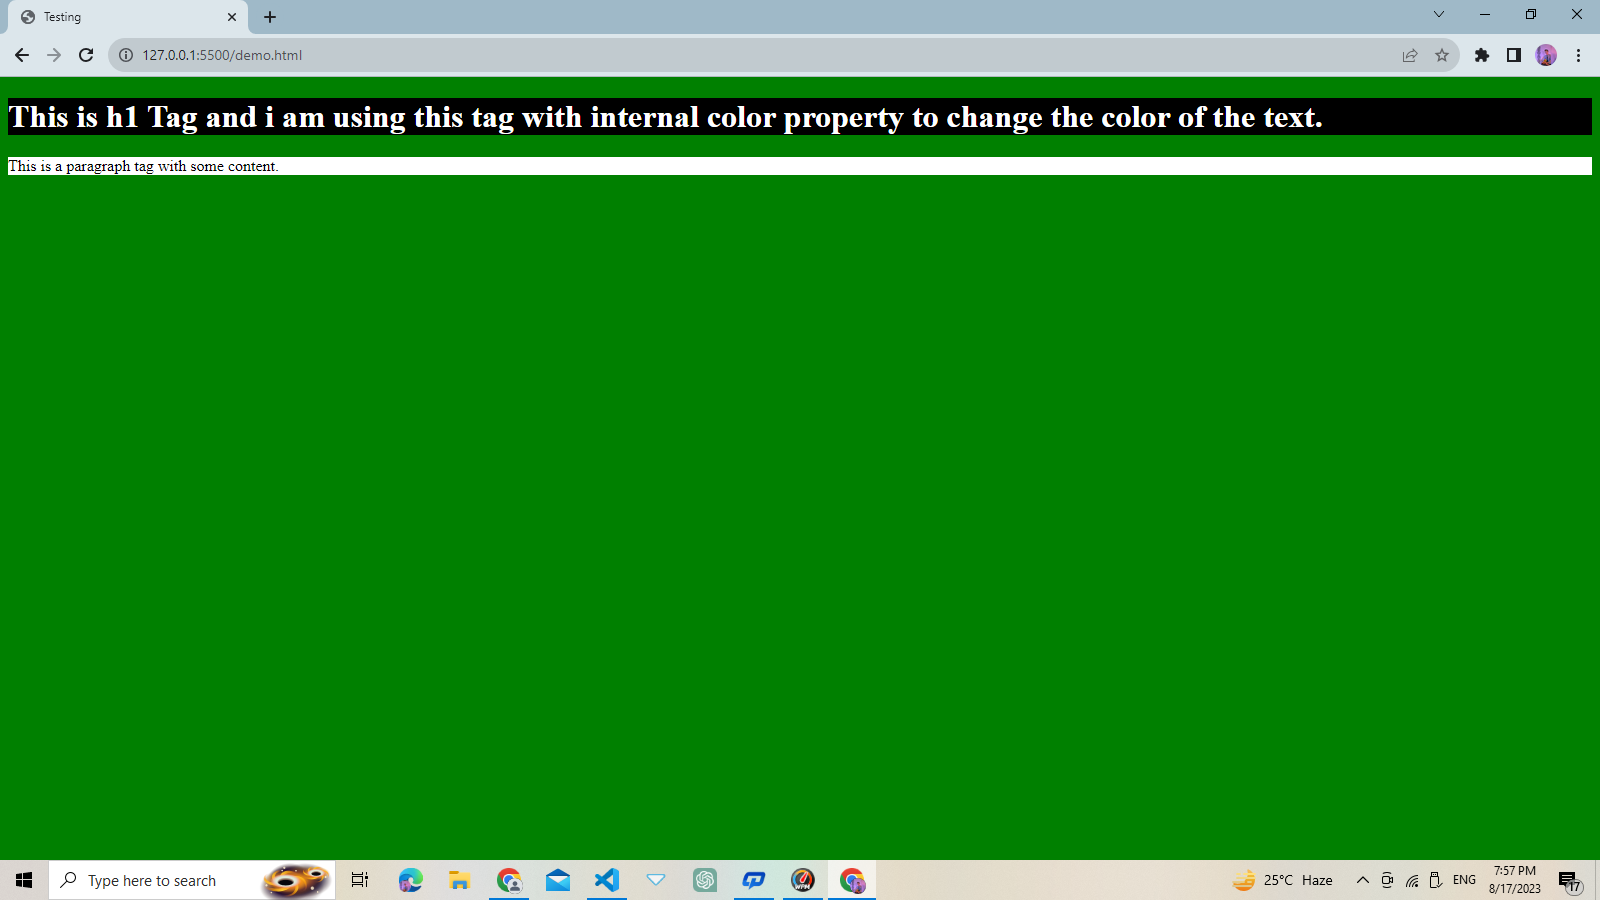 Testing
127.0.0.1:5500/demo.html
This is h1 Tag and i am using this tag with internal color property to change the color of the text.
This is a paragraph tag with some content.
Type here to search
WPM
25°C Haze
ENG
7:57 PM
8/17/2023
17